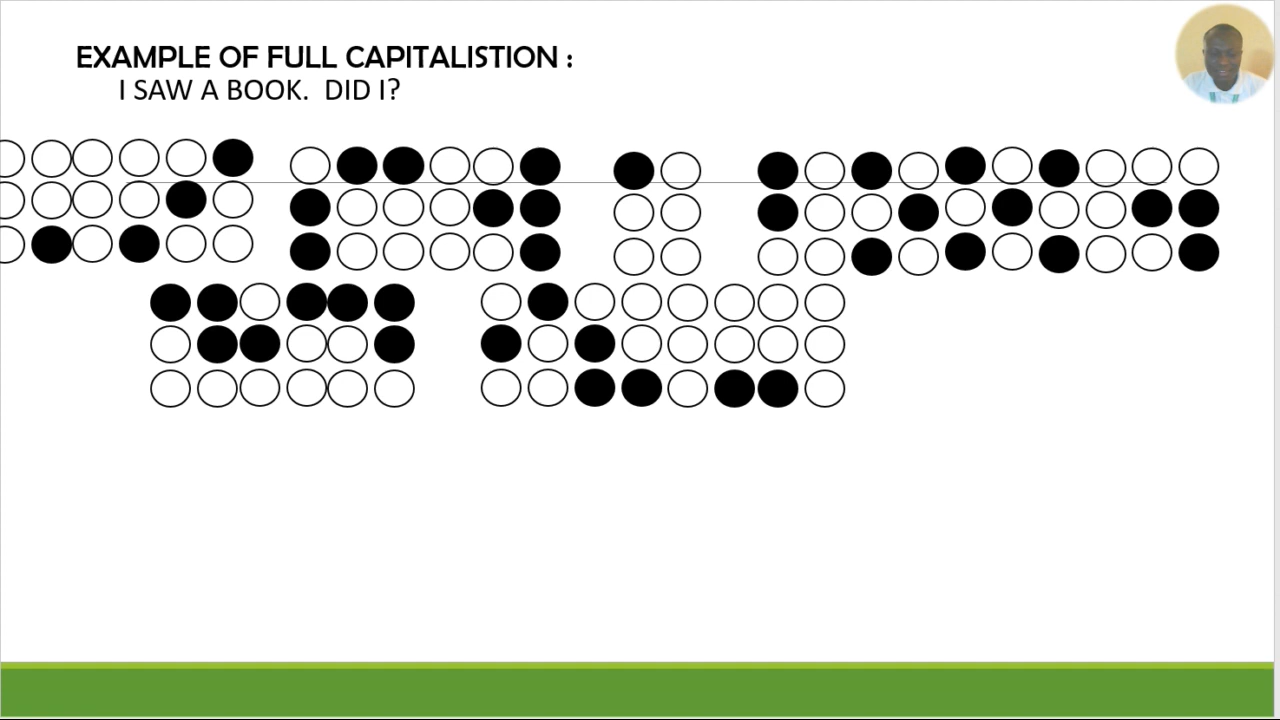 EXAMPLE OF FULL CAPITALISTION :
I SAW A BOOK. DID I?
⠠⠠⠊ ⠎⠁⠺ ⠁ ⠃⠕⠕⠅⠲
⠙⠊⠙ ⠊⠦⠠⠄